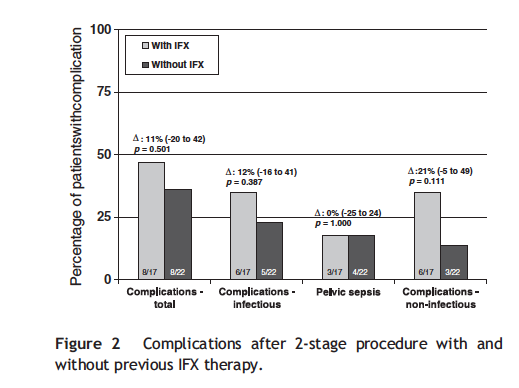 Percentage of patientswithcomplication
100
75
50
25
0
With IFX
Without IFX
Δ: 11% (-20 to 42)
p = 0.501
Δ: 12% (-16 to 41)
p = 0.387
Δ: 0% (-25 to 24)
p = 1.000
Δ:21% (-5 to 49)
p = 0.111
8/17 8/22 6/17 5/22 3/17 4/22 6/17 3/22
Complications - total
Complications - infectious
Pelvic sepsis
Complications - non-infectious
Figure 2 Complications after 2-stage procedure with and
without previous IFX therapy.